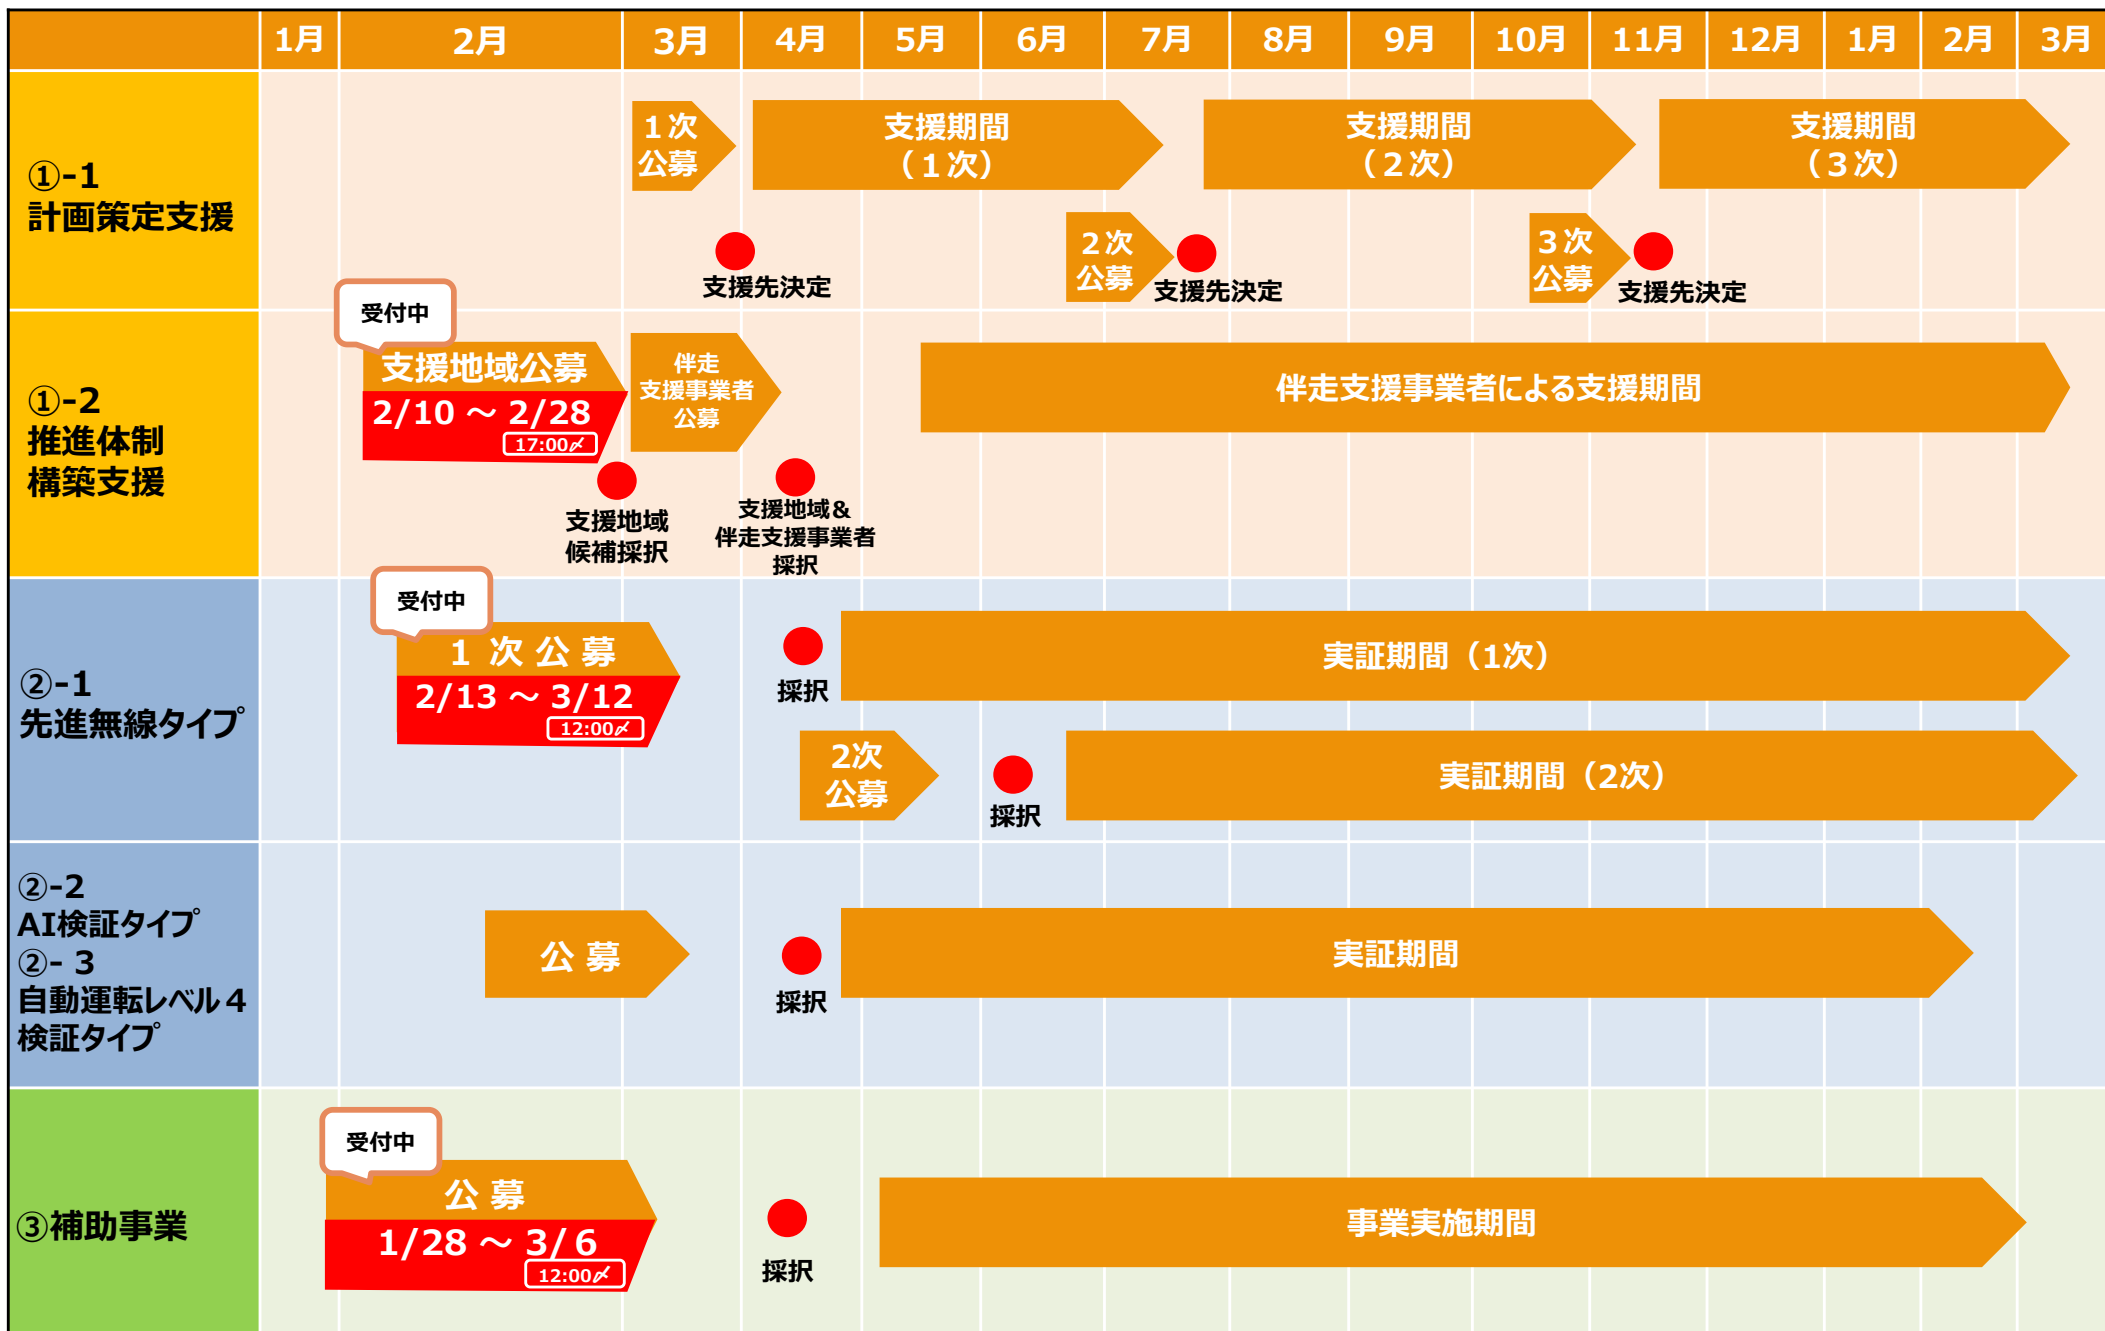 1月 2月 3月 4月 5月 6月 7月 8月 9月 10月 11月 12月 1月 2月 3月
①-1
計画策定支援
１次
公募
支援期間
（１次）
支援期間
（２次）
支援期間
（３次）
支援先決定
２次
公募
支援先決定
３次
公募
支援先決定
①-2
推進体制
構築支援
受付中
支援地域公募
2/10 ～ 2/28
17:00〆
支援地域
候補採択
伴走
支援事業者
公募
支援地域＆
伴走支援事業者
採択
伴走支援事業者による支援期間
②-1
先進無線タイプ
受付中
1 次 公 募
2/13 ～ 3/12
12:00〆
採択
実証期間（1次）
2次
公募
採択
実証期間（2次）
②-2
AI検証タイプ
②-３
自動運転レベル４
検証タイプ
公 募
採択
実証期間
③補助事業
受付中
公 募
1/28 ～ 3/６
12:00〆
採択
事業実施期間